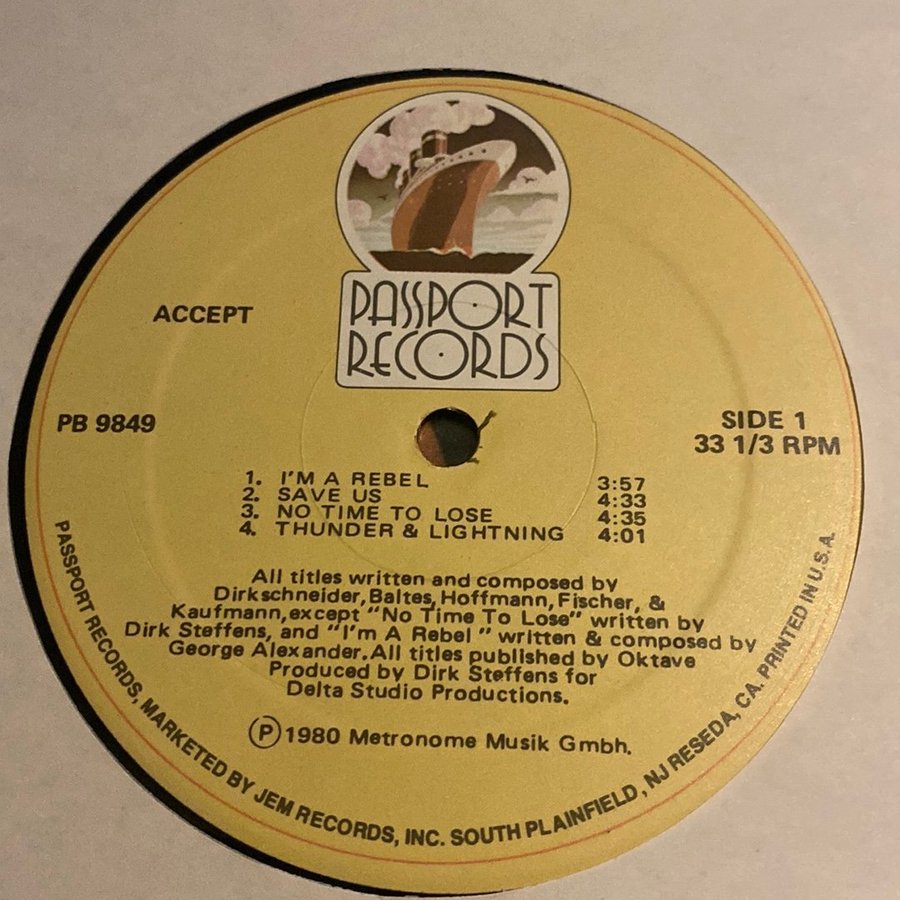 PASSPORT
RECORDS
ACCEPT
PB 9849
SIDE 1
33 1/3 RPM
1. I'M A REBEL 3:57
2. SAVE US 4:33
3. NO TIME TO LOSE 4:35
4. THUNDER & LIGHTNING 4:01
All titles written and composed by
Dirkschneider, Baltes, Hoffmann, Fischer, &
Kaufmann, except "No Time To Lose" written by
Dirk Steffens, and "I'm A Rebel" written & composed by
George Alexander. All titles published by Oktave
Produced by Dirk Steffens for
Delta Studio Productions.
Ⓟ 1980 Metronome Musik Gmbh.
PASSPORT RECORDS, MARKETED BY JEM RECORDS, INC. SOUTH PLAINFIELD, NJ RESEDA, CA. PRINTED IN U.S.A.